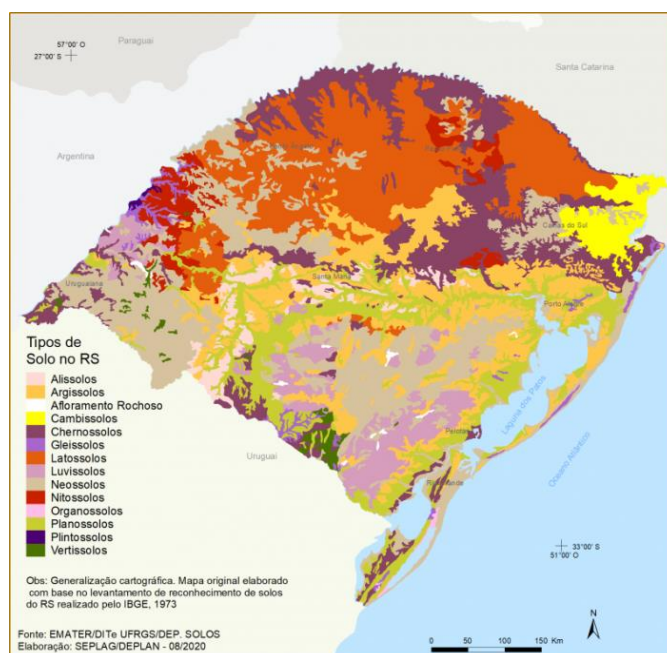 Paraguai
57°00' O
27°00' S
Santa Catarina
Argentina
Caxias do Sul
Santa Maria
Uruguaiana
Porto Alegre
Tipos de
Solo no RS
Alissolos
Argissolos
Afloramento Rochoso
Cambissolos
Chernossolos
Gleissolos
Latossolos
Luvissolos
Neossolos
Nitossolos
Organossolos
Planossolos
Plintossolos
Vertissolos
Laguna dos Patos
Pelotas
Oceano Atlântico
Uruguai
Rio Grande
33°00' S
51°00' O
Obs: Generalização cartográfica. Mapa original elaborado
com base no levantamento de reconhecimento de solos
do RS realizado pelo IBGE, 1973
Fonte: EMATER/DITe UFRGS/DEP. SOLOS
Elaboração: SEPLAG/DEPLAN - 08/2020
N
0 50 100 150 Km